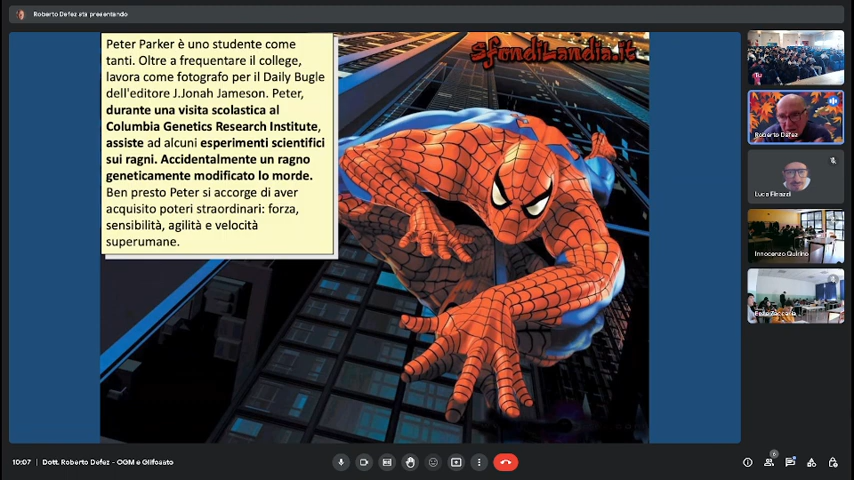 Roberto Defez sta presentando
Peter Parker è uno studente come
tanti. Oltre a frequentare il college,
lavora come fotografo per il Daily Bugle
dell'editore J.Jonah Jameson. Peter,
durante una visita scolastica al
Columbia Genetics Research Institute,
assiste ad alcuni esperimenti scientifici
sui ragni. Accidentalmente un ragno
geneticamente modificato lo morde.
Ben presto Peter si accorge di aver
acquisito poteri straordinari: forza,
sensibilità, agilità e velocità
superumane.
SfondiLandia.it
Tu
Roberto Defez
Innocenzo Quirino
10:07 | Dott. Roberto Defez - OGM e Glifosato
6